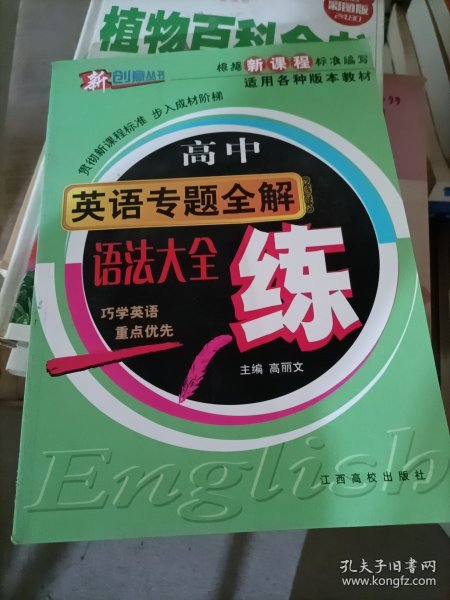 植物百科全书
彩图版
新创意丛书
根据新课程标准编写
适用各种版本教材
贯彻新课程标准 步入成材阶梯
高中
英语专题全解
语法大全
练
巧学英语
重点优先
主编 高丽文
English
江西高校出版社
孔夫子旧书网
www.kongfz.com